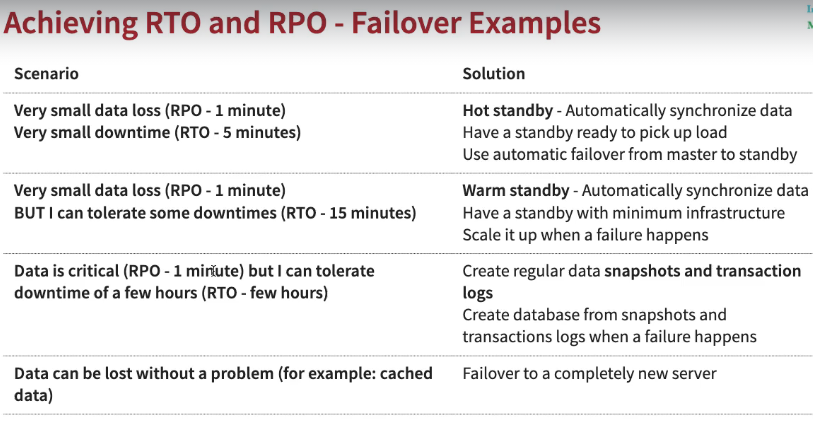 Achieving RTO and RPO - Failover Examples
Scenario
Solution
Very small data loss (RPO - 1 minute)
Very small downtime (RTO - 5 minutes)
Hot standby - Automatically synchronize data
Have a standby ready to pick up load
Use automatic failover from master to standby
Very small data loss (RPO - 1 minute)
BUT I can tolerate some downtimes (RTO - 15 minutes)
Warm standby - Automatically synchronize data
Have a standby with minimum infrastructure
Scale it up when a failure happens
Data is critical (RPO - 1 minute) but I can tolerate
downtime of a few hours (RTO - few hours)
Create regular data snapshots and transaction
logs
Create database from snapshots and
transactions logs when a failure happens
Data can be lost without a problem (for example: cached
data)
Failover to a completely new server